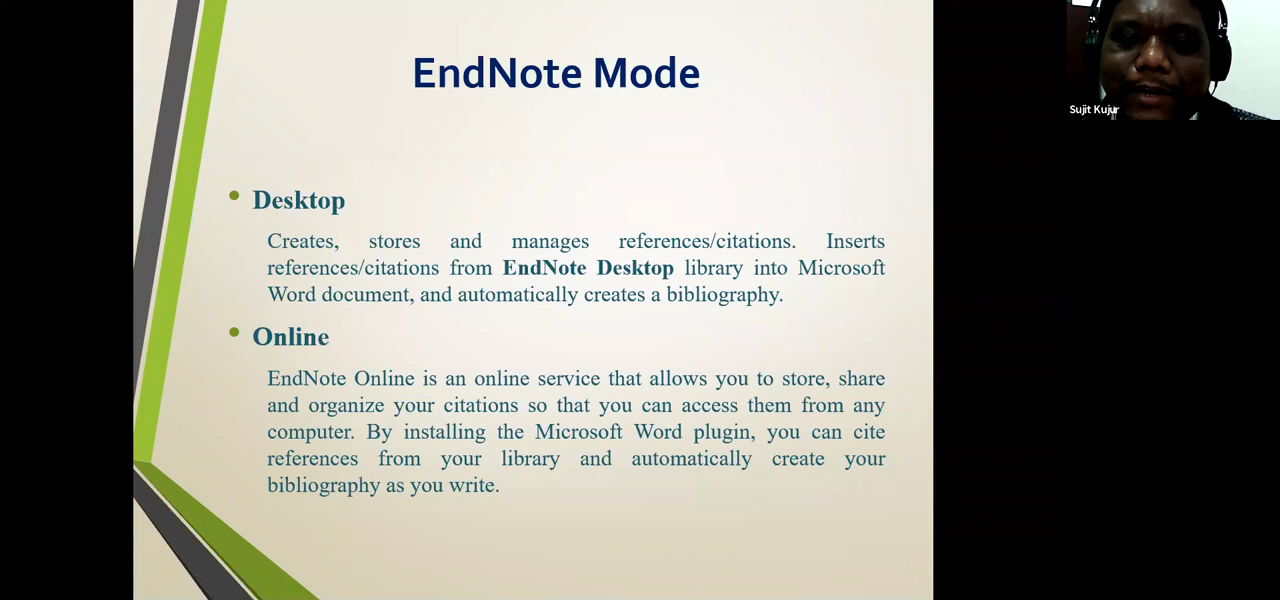 EndNote Mode
Sujit Kujur
• Desktop
Creates, stores and manages references/citations. Inserts
references/citations from EndNote Desktop library into Microsoft
Word document, and automatically creates a bibliography.
• Online
EndNote Online is an online service that allows you to store, share
and organize your citations so that you can access them from any
computer. By installing the Microsoft Word plugin, you can cite
references from your library and automatically create your
bibliography as you write.